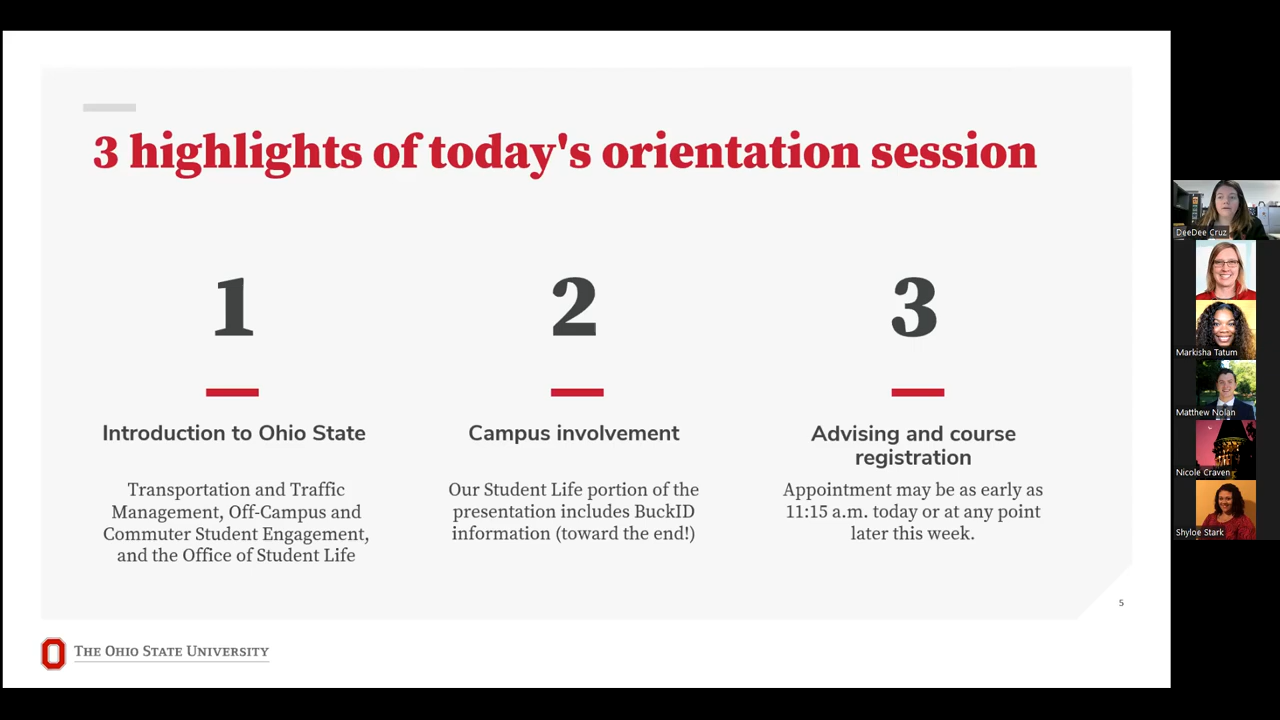 3 highlights of today's orientation session
1
Introduction to Ohio State
Transportation and Traffic
Management, Off-Campus and
Commuter Student Engagement,
and the Office of Student Life
2
Campus involvement
Our Student Life portion of the
presentation includes BuckID
information (toward the end!)
3
Advising and course
registration
Appointment may be as early as
11:15 a.m. today or at any point
later this week.
5
THE OHIO STATE UNIVERSITY
DeeDee Cruz
Markisha Tatum
Matthew Nolan
Nicole Craven
Shyloe Stark